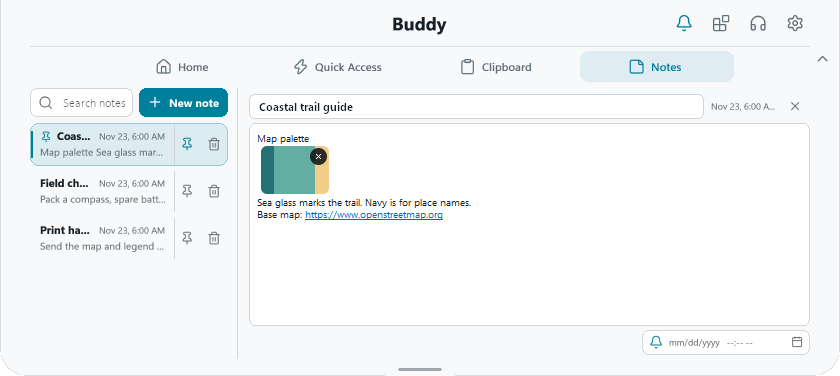 Buddy
Home
Quick Access
Clipboard
Notes
Search notes
New note
Coas... Nov 23, 6:00 AM
Map palette Sea glass mar...
Field ch... Nov 23, 6:00 AM
Pack a compass, spare batt...
Print ha... Nov 23, 6:00 AM
Send the map and legend ...
Coastal trail guide
Nov 23, 6:00 A...
Map palette
Sea glass marks the trail. Navy is for place names.
Base map: https://www.openstreetmap.org
mm/dd/yyyy --:-- --